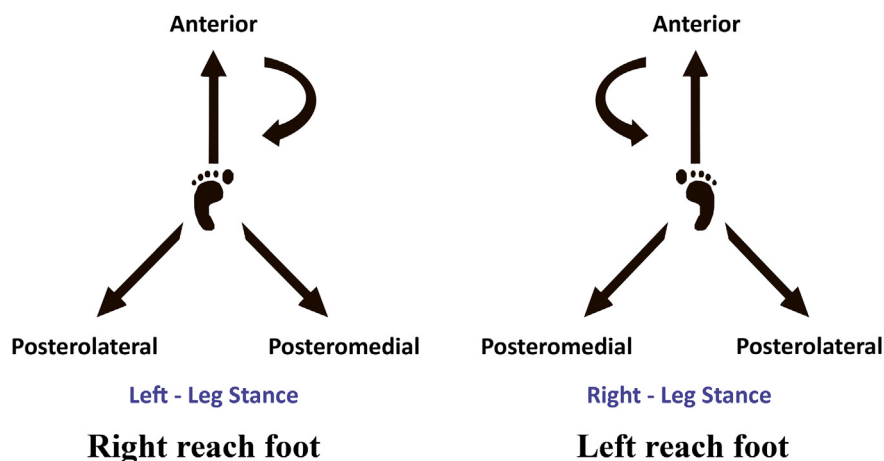 Anterior
Posterolateral
Posteromedial
Left - Leg Stance
Right reach foot
Anterior
Posteromedial
Posterolateral
Right - Leg Stance
Left reach foot